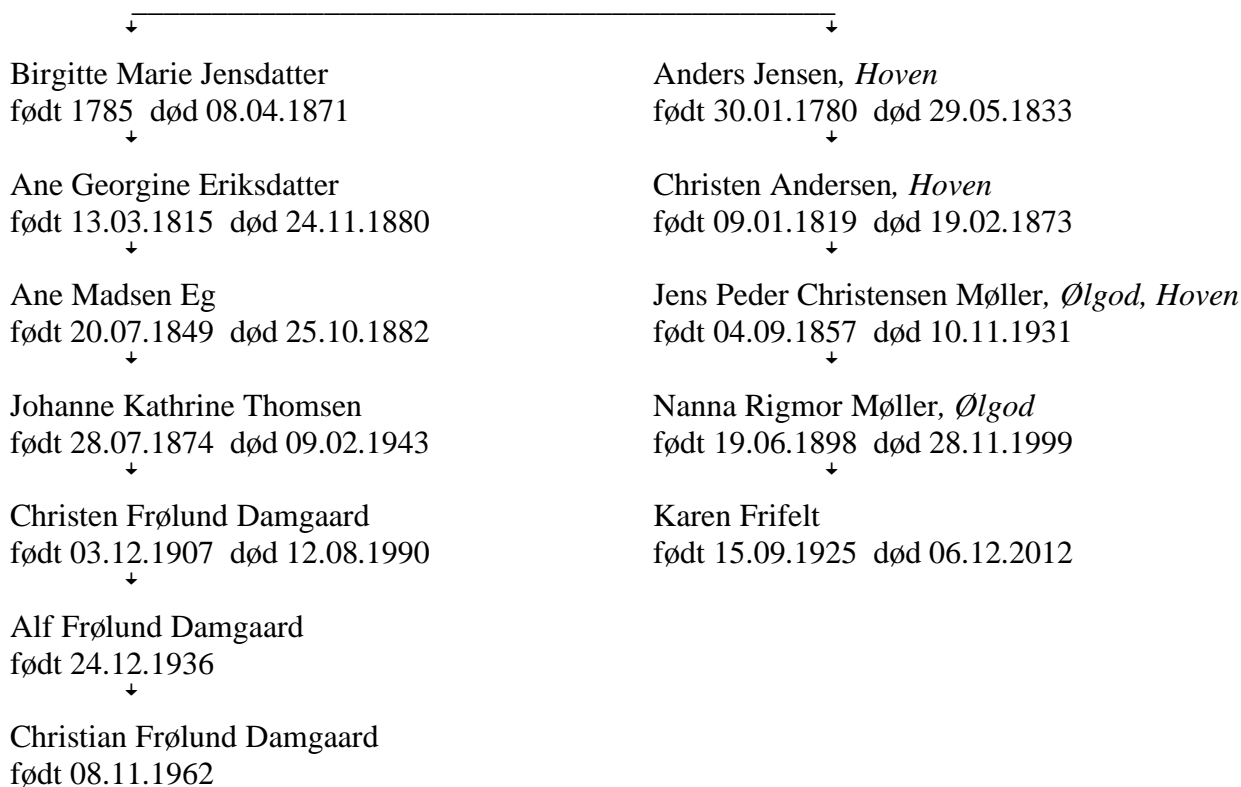 Birgitte Marie Jensdatter
født 1785 død 08.04.1871
Ane Georgine Eriksdatter
født 13.03.1815 død 24.11.1880
Ane Madsen Eg
født 20.07.1849 død 25.10.1882
Johanne Kathrine Thomsen
født 28.07.1874 død 09.02.1943
Christen Frølund Damgaard
født 03.12.1907 død 12.08.1990
Alf Frølund Damgaard
født 24.12.1936
Christian Frølund Damgaard
født 08.11.1962
Anders Jensen, Hoven
født 30.01.1780 død 29.05.1833
Christen Andersen, Hoven
født 09.01.1819 død 19.02.1873
Jens Peder Christensen Møller, Ølgod, Hoven
født 04.09.1857 død 10.11.1931
Nanna Rigmor Møller, Ølgod
født 19.06.1898 død 28.11.1999
Karen Frifelt
født 15.09.1925 død 06.12.2012